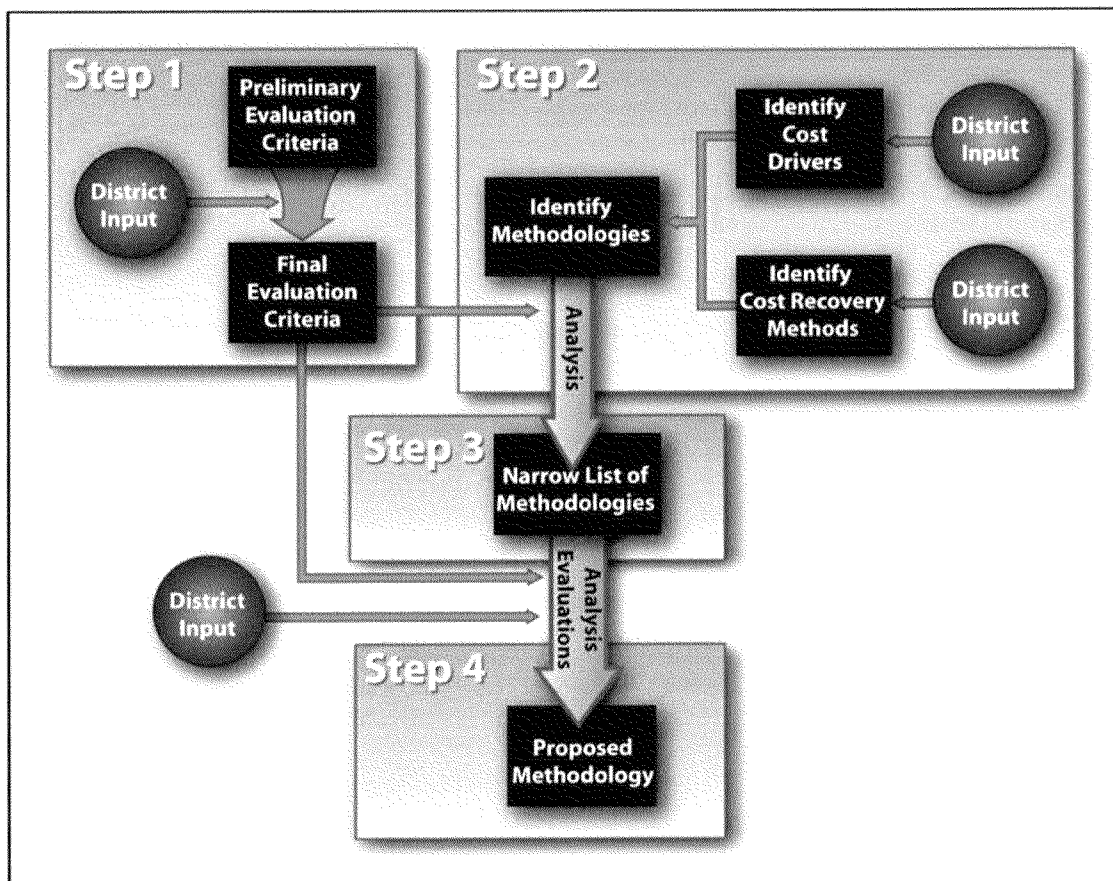 Step 1
Preliminary
Evaluation
Criteria
District
Input
Final
Evaluation
Criteria
Step 2
Identify
Cost
Drivers
District
Input
Identify
Methodologies
Identify
Cost Recovery
Methods
District
Input
Analysis
Step 3
Narrow List of
Methodologies
Analysis
Evaluations
District
Input
Step 4
Proposed
Methodology